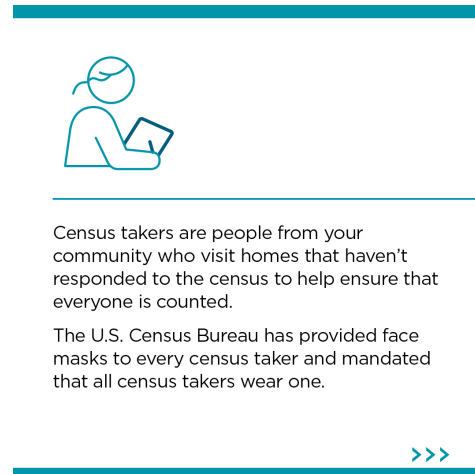 Census takers are people from your
community who visit homes that haven’t
responded to the census to help ensure that
everyone is counted.
The U.S. Census Bureau has provided face
masks to every census taker and mandated
that all census takers wear one.
>>>